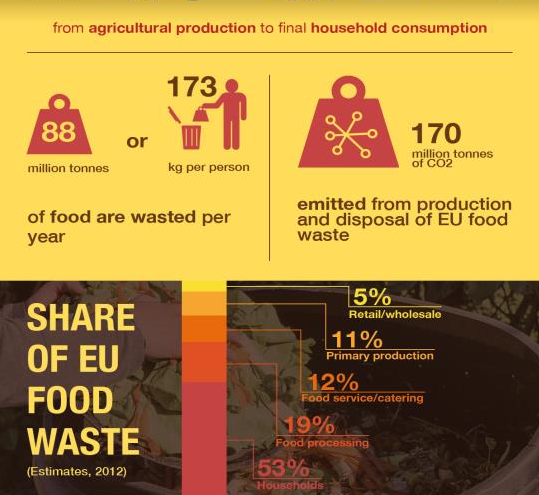 from agricultural production to final household consumption
88
million tonnes
or
173
kg per person
of food are wasted per
year
170
million tonnes
of CO2
emitted from production
and disposal of EU food
waste
SHARE
OF EU
FOOD
WASTE
(Estimates, 2012)
5%
Retail/wholesale
11%
Primary production
12%
Food service/catering
19%
Food processing
53%
Households